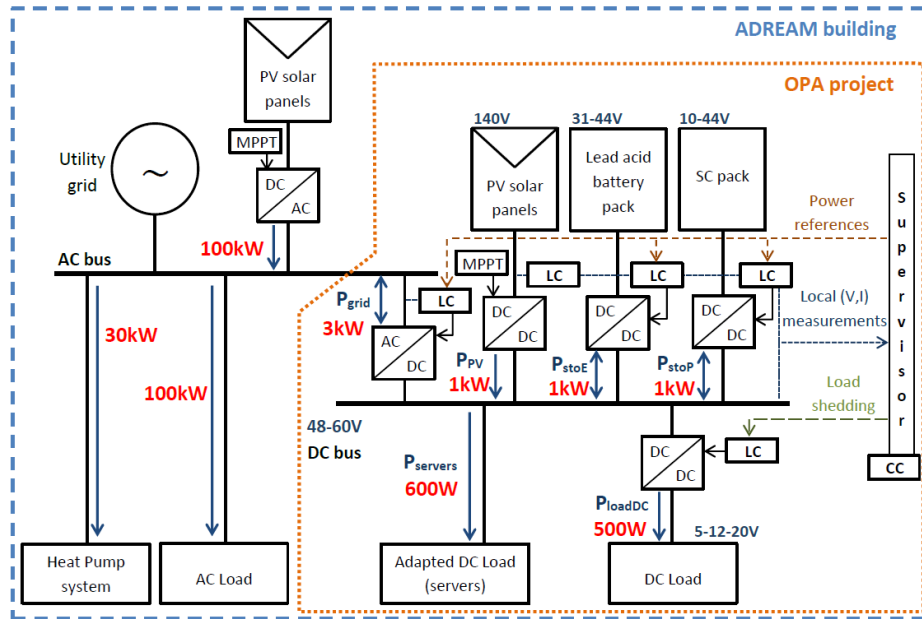 ADREAM building
OPA project
PV solar
panels
MPPT
DC
AC
Utility
grid
~
100kW
AC bus
140V
PV solar
panels
31-44V
Lead acid
battery
pack
10-44V
SC pack
Power
references
Supervisor
MPPT
LC
LC
LC
LC
Local (V,I)
measurements
30kW
100kW
Pgrid
3kW
AC
DC
DC
DC
DC
DC
DC
DC
PPV
1kW
PstoE
1kW
PstoP
1kW
Load
shedding
48-60V
DC bus
Pservers
600W
DC
DC
LC
CC
PloadDC
500W
5-12-20V
Heat Pump
system
AC Load
Adapted DC Load
(servers)
DC Load